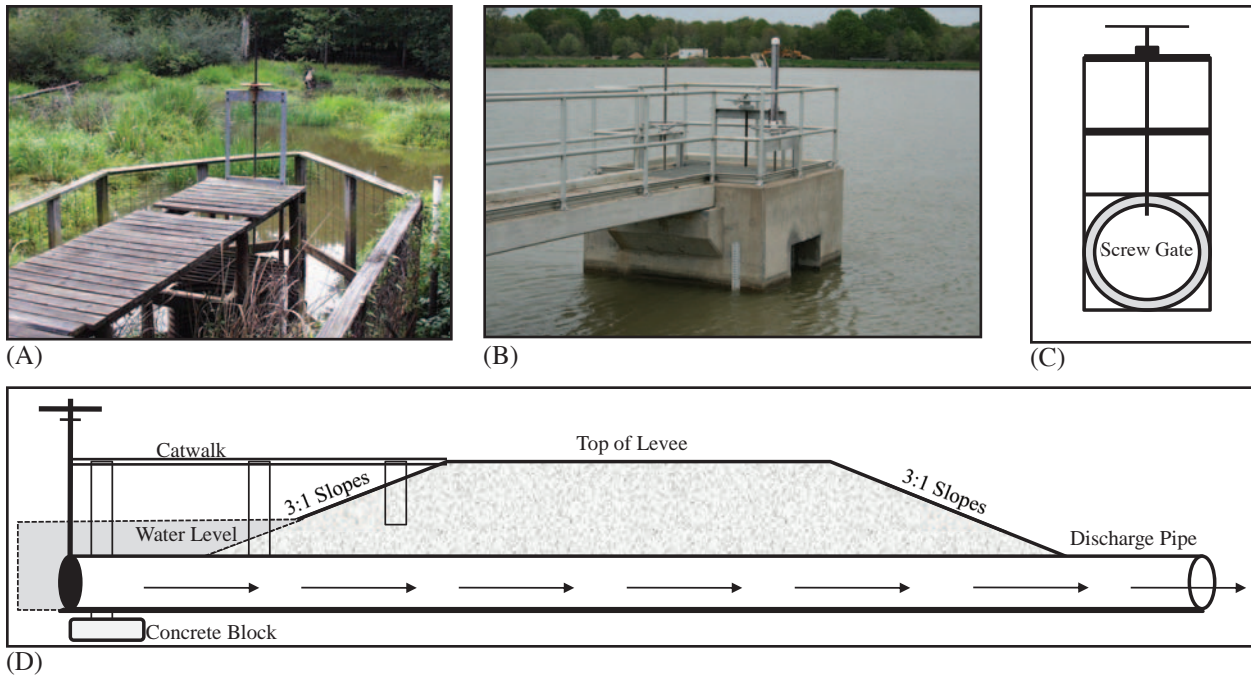 (A)
(B)
Screw Gate
(C)
Catwalk
Top of Levee
3:1 Slopes
3:1 Slopes
Water Level
Discharge Pipe
Concrete Block
(D)